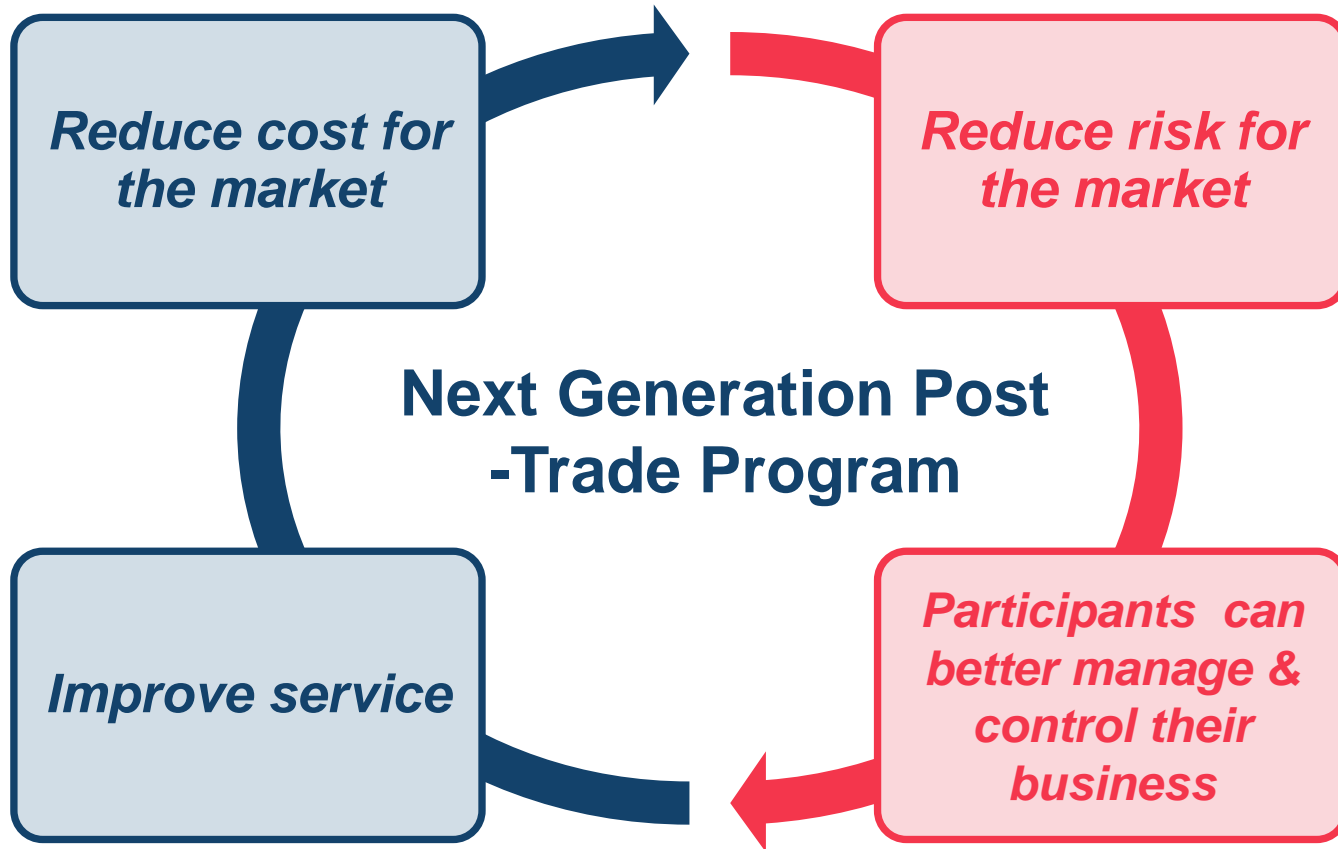 Reduce cost for
the market
Reduce risk for
the market
Next Generation Post
-Trade Program
Improve service
Participants  can
better manage &
control their
business